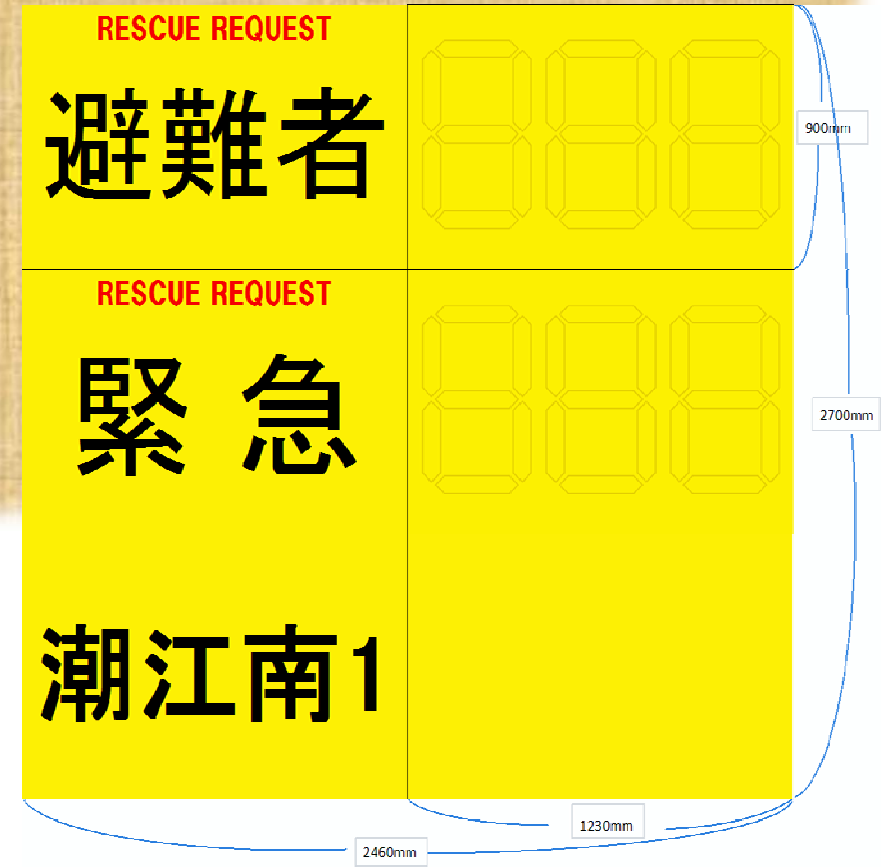 RESCUE REQUEST
避難者
900mm
RESCUE REQUEST
緊急
2700mm
潮江南1
1230mm
2460mm